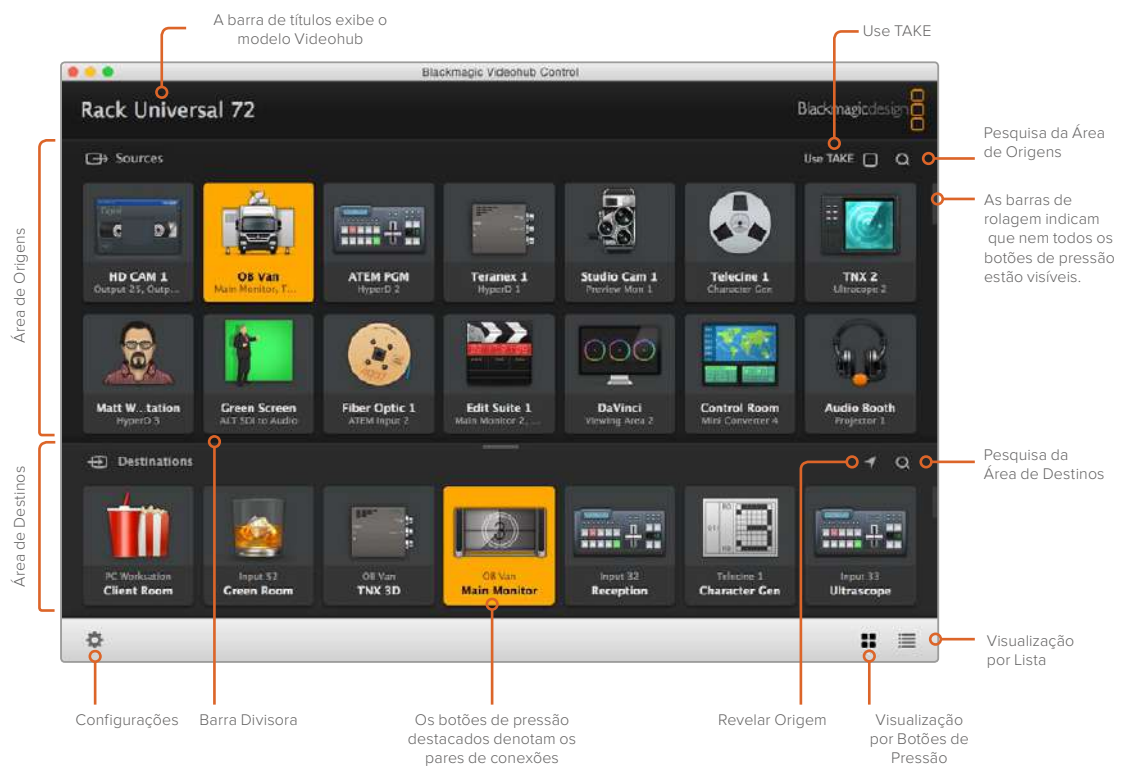 A barra de títulos exibe o
modelo Videohub
Use TAKE
Blackmagic Videohub Control
Rack Universal 72
Blackmagicdesign
Pesquisa da Área
de Origens
Sources
Use TAKE
As barras de
rolagem indicam
que nem todos os
botões de pressão
estão visíveis.
Área de Origens
HD CAM 1
Output 25, Outp...
OB Van
Main Monitor, T...
ATEM PGM
HyperD 2
Teranex 1
HyperD 1
Studio Cam 1
Preview Mon 1
Telecine 1
Character Gen
TNX 2
Ultrascope 2
Matt W...tation
HyperD 3
Green Screen
ALT SDI to Audio
Fiber Optic 1
ATEM Input 2
Edit Suite 1
Main Monitor 2, ...
DaVinci
Viewing Area 2
Control Room
Mini Converter 4
Audio Booth
Projector 1
Área de Destinos
Destinations
Pesquisa da
Área de Destinos
PC Worksation
Client Room
Input 52
Green Room
OB Van
TNX 3D
3
OB Van
Main Monitor
Input 32
Reception
Telecine 1
Character Gen
Input 33
Ultrascope
Visualização
por Lista
Configurações
Barra Divisora
Os botões de pressão
destacados denotam os
pares de conexões
Revelar Origem
Visualização
por Botões de
Pressão